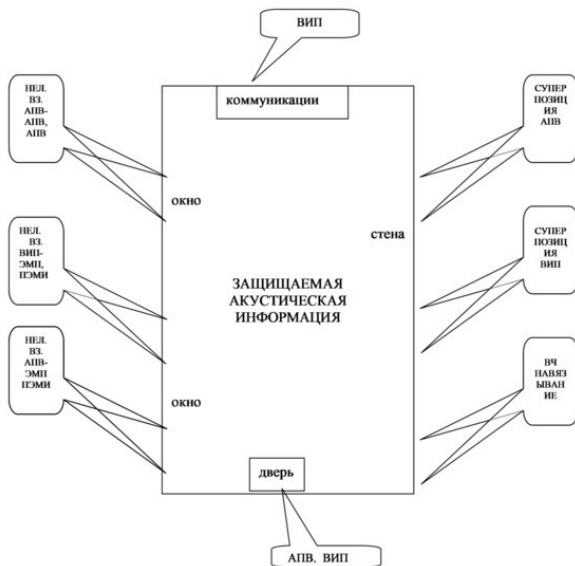 ВИП
коммуникации
НЕЛ.
ВЗ.
АПВ-
АПВ,
АПВ
СУПЕР
ПОЗИЦ
ИЯ
АПВ
окно
стена
НЕЛ.
ВЗ.
ВИП-
ЭМП,
ПЭМИ
СУПЕР
ПОЗИЦ
ИЯ
ВИП
ЗАЩИЩАЕМАЯ
АКУСТИЧЕСКАЯ
ИНФОРМАЦИЯ
НЕЛ.
ВЗ.
АПВ-
ЭМП
ПЭМИ
ВЧ
НАВЯЗ
ЫВАН
ИЕ
окно
дверь
АПВ. ВИП